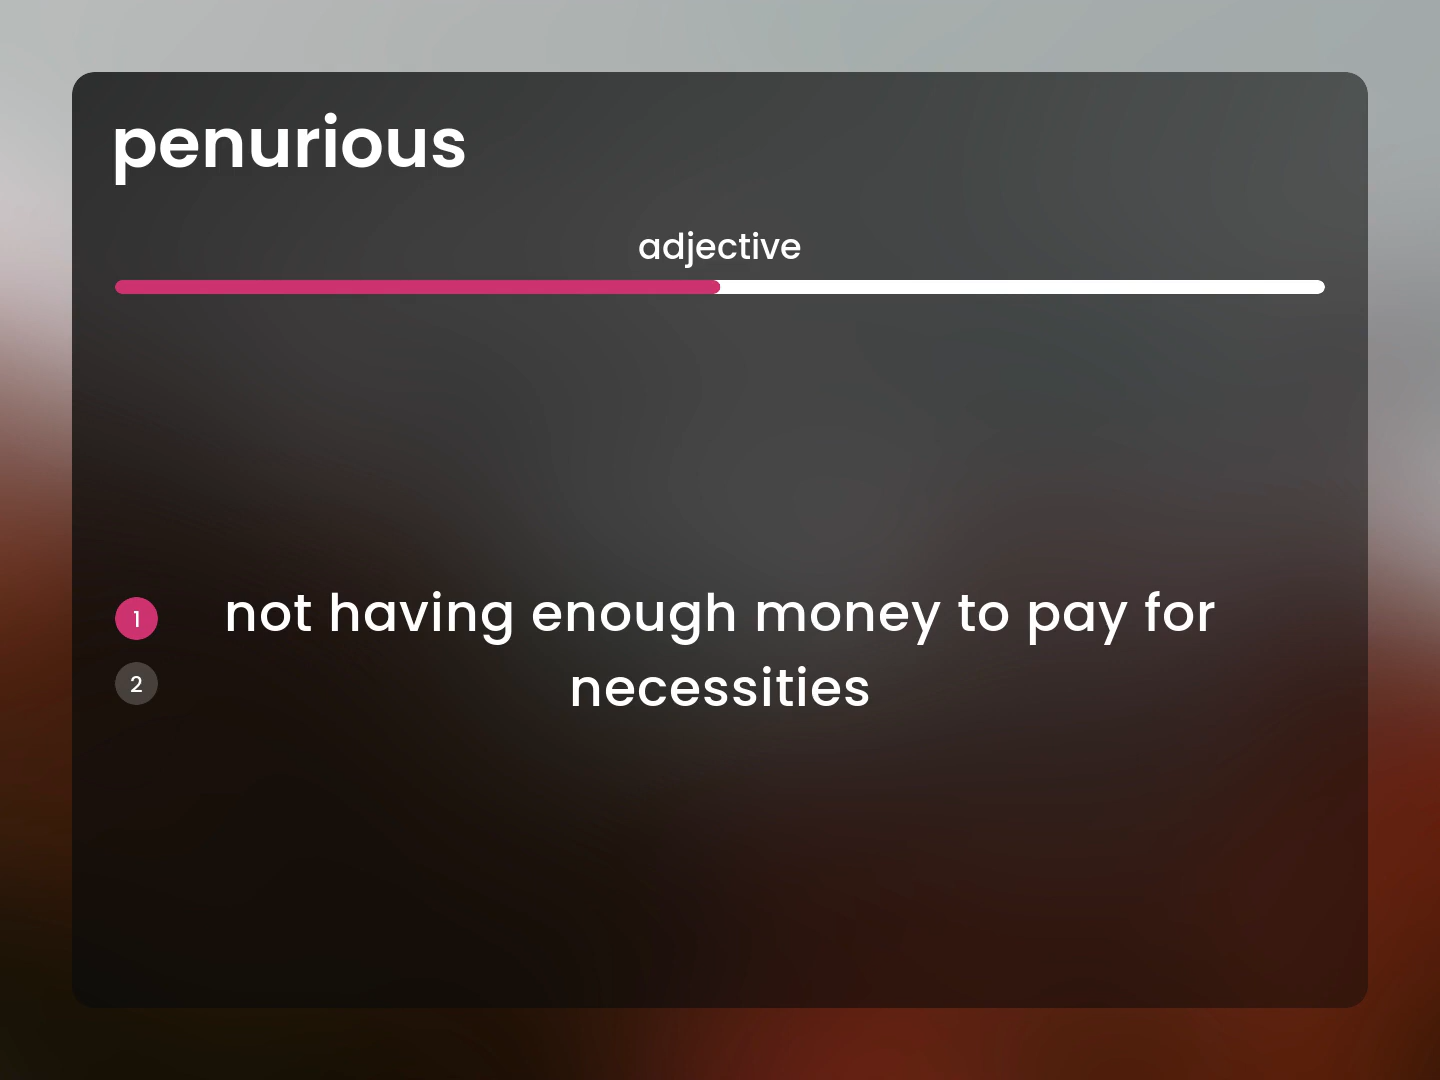 penurious
adjective
1
2
not having enough money to pay for
necessities